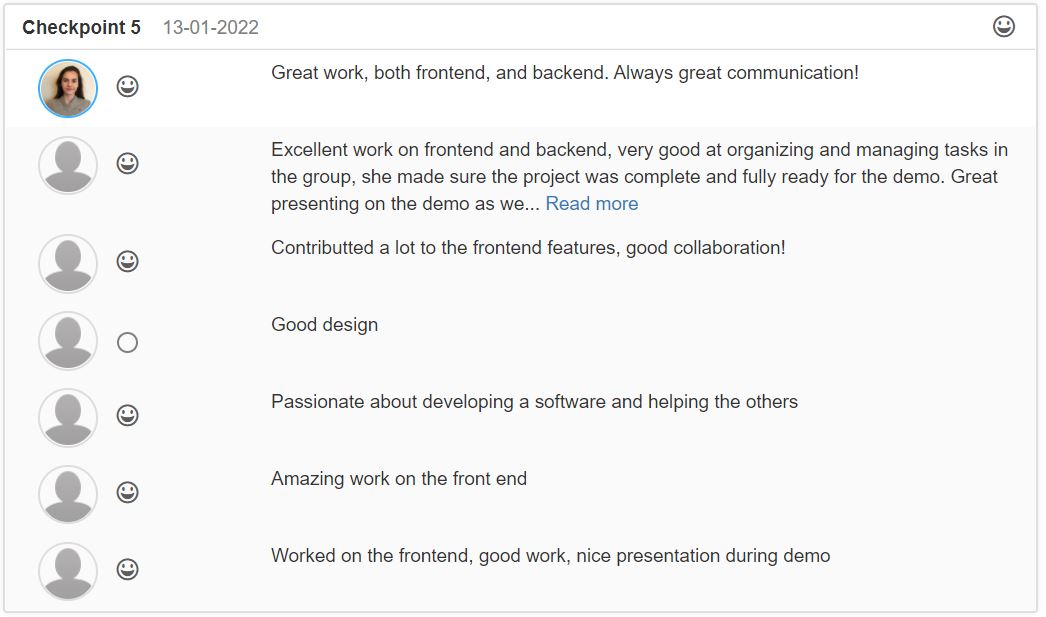 Checkpoint 5 13-01-2022
Great work, both frontend, and backend. Always great communication!
Excellent work on frontend and backend, very good at organizing and managing tasks in
the group, she made sure the project was complete and fully ready for the demo. Great
presenting on the demo as we... Read more
Contributted a lot to the frontend features, good collaboration!
Good design
Passionate about developing a software and helping the others
Amazing work on the front end
Worked on the frontend, good work, nice presentation during demo